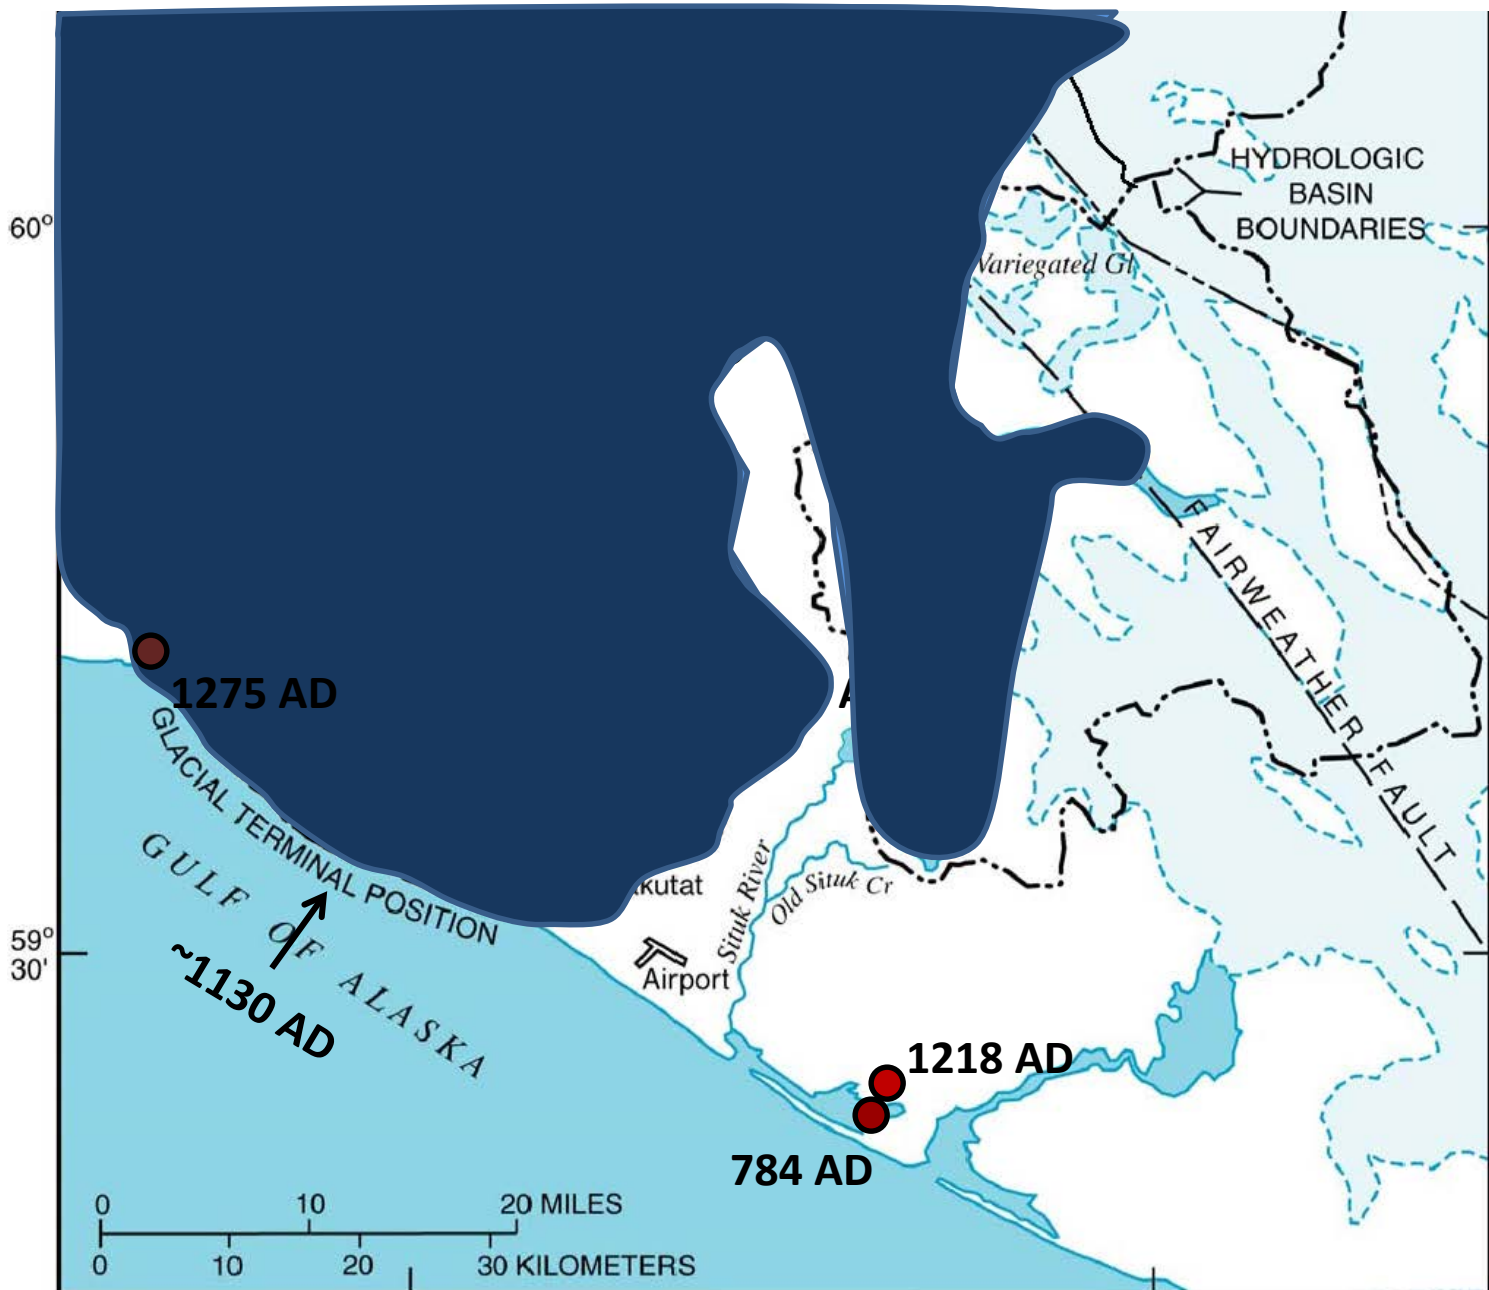 HYDROLOGIC
BASIN
BOUNDARIES
60°
Variegated Gl
FAIRWEATHER FAULT
1275 AD
GLACIAL TERMINAL POSITION
GULF OF ALASKA
~1130 AD
kutat
Situk River
Old Situk Cr
59°
30'
Airport
1218 AD
784 AD
0 10 20 MILES
0 10 20 30 KILOMETERS